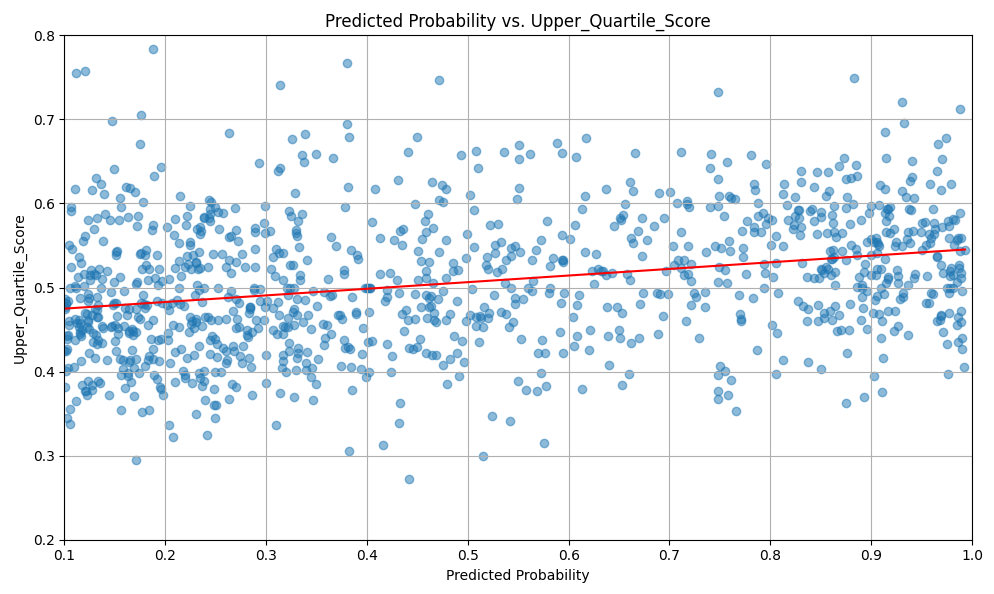 Predicted Probability vs. Upper_Quartile_Score
Upper_Quartile_Score
0.8
0.7
0.6
0.5
0.4
0.3
0.2
0.1 0.2 0.3 0.4 0.5 0.6 0.7 0.8 0.9 1.0
Predicted Probability